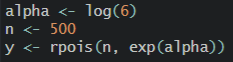 alpha <- log(6)
n <- 500
y <- rpois(n, exp(alpha))